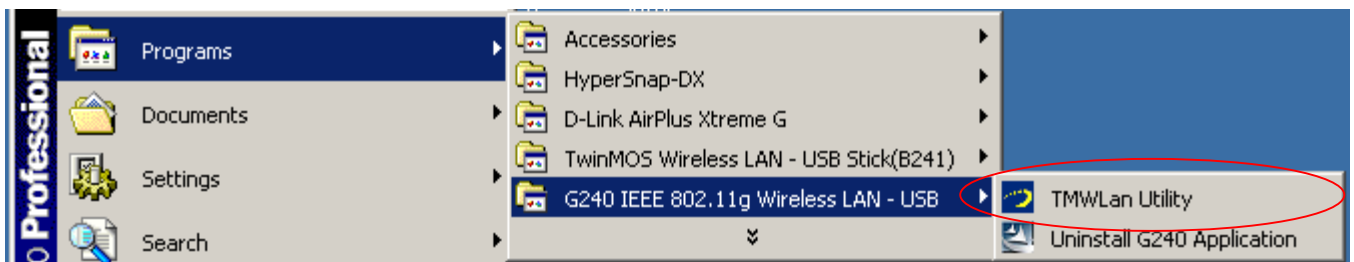 Professional
Programs
Documents
Settings
Search
Accessories
HyperSnap-DX
D-Link AirPlus Xtreme G
TwinMOS Wireless LAN - USB Stick(B241)
G240 IEEE 802.11g Wireless LAN - USB
TMWLan Utility
Uninstall G240 Application